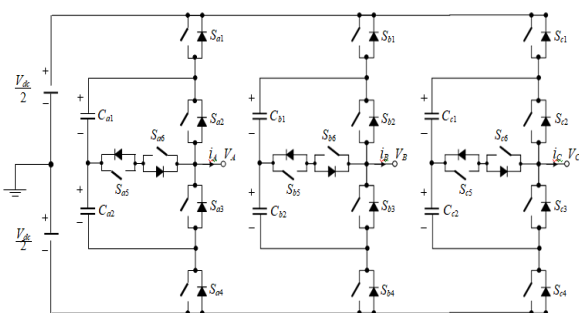 Sa1 Sb1 Sc1
Vdc/2 + −
+ Ca1 − Sa2 + Cb1 − Sb2 + Cc1 − Sc2
Sa6 Sb6 Sc6
iA VA iB VB iC VC
Sa5 Sb5 Sc5
+ Ca2 − Sa3 + Cb2 − Sb3 + Cc2 − Sc3
Vdc/2 + −
Sa4 Sb4 Sc4